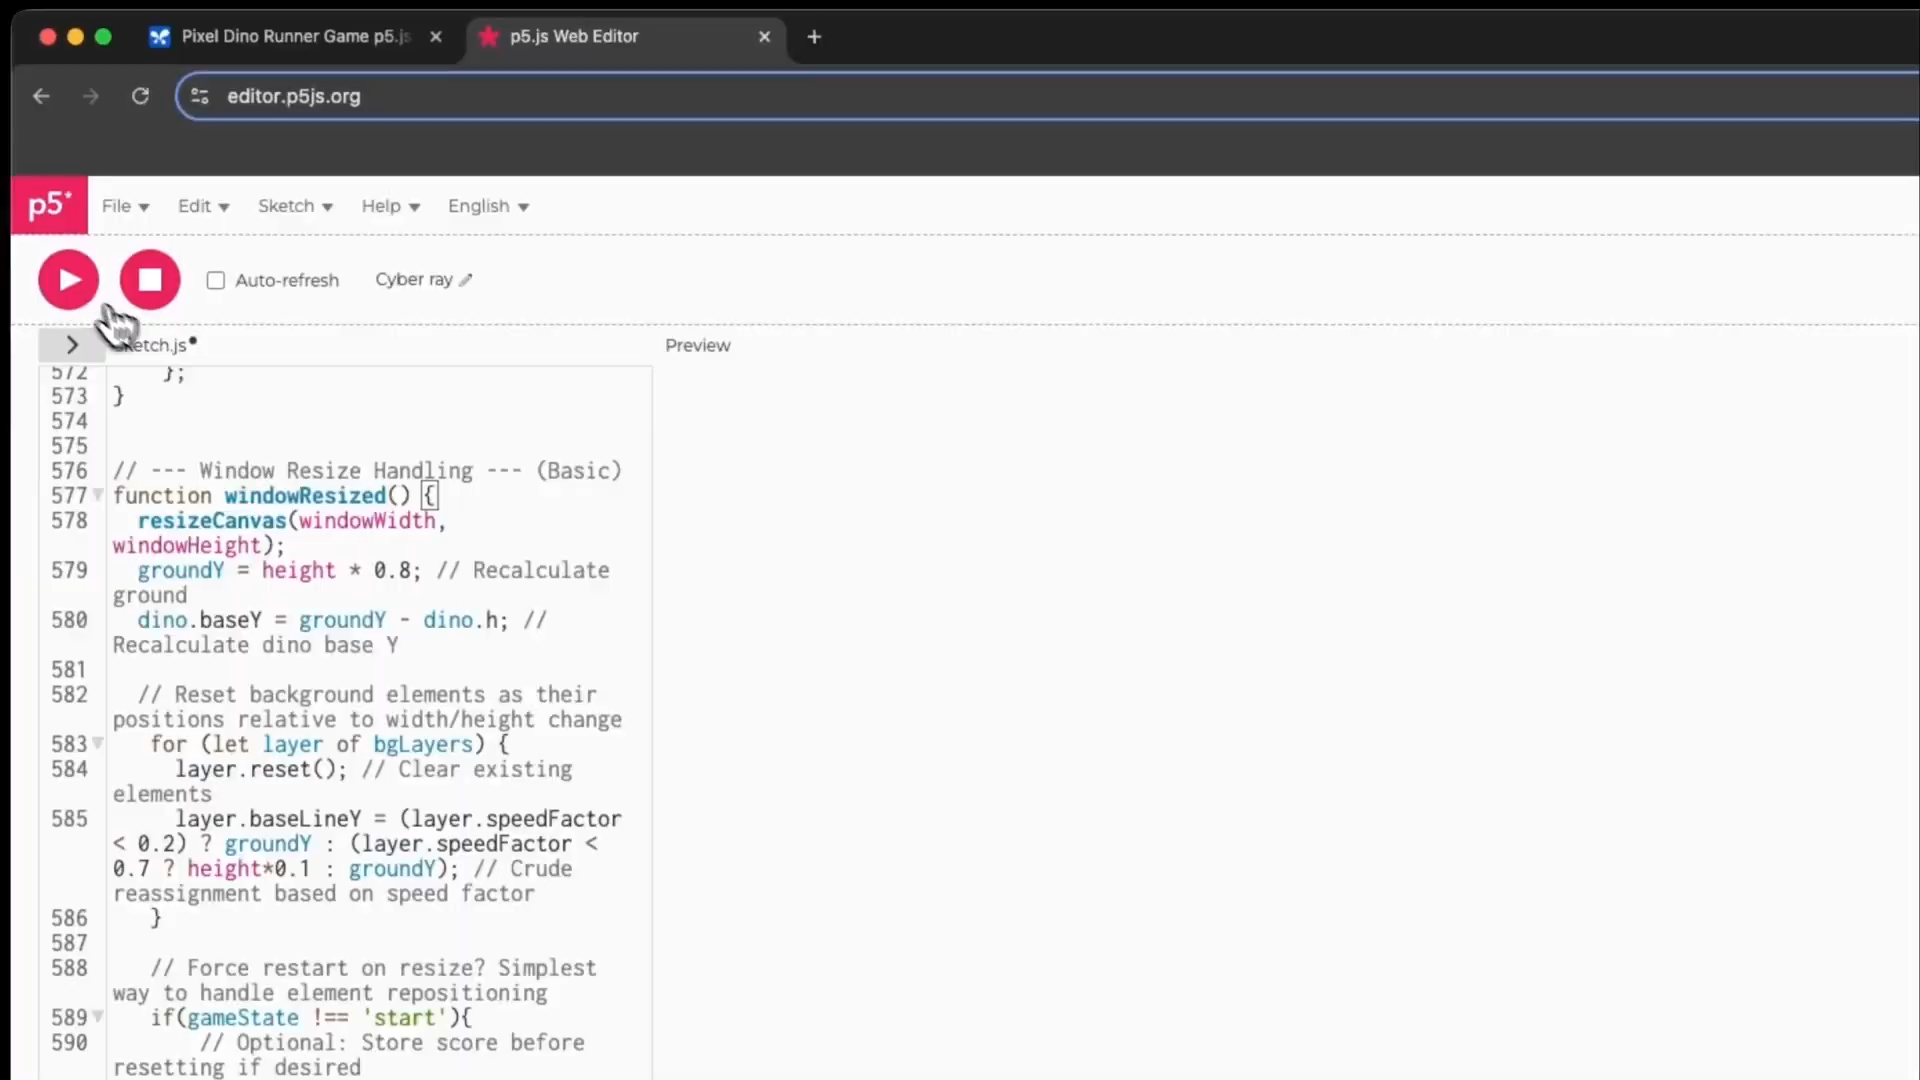 Pixel Dino Runner Game p5.js
p5.js Web Editor
editor.p5js.org
p5*
File Edit Sketch Help English
Auto-refresh Cyber ray
etch.js
Preview
572 };
573 }
574
575
576 // --- Window Resize Handling --- (Basic)
577 function windowResized() {
578 resizeCanvas(windowWidth,
windowHeight);
579 groundY = height * 0.8; // Recalculate
ground
580 dino.baseY = groundY - dino.h; //
Recalculate dino base Y
581
582 // Reset background elements as their
positions relative to width/height change
583 for (let layer of bgLayers) {
584 layer.reset(); // Clear existing
elements
585 layer.baseLineY = (layer.speedFactor
< 0.2) ? groundY : (layer.speedFactor <
0.7 ? height*0.1 : groundY); // Crude
reassignment based on speed factor
586 }
587
588 // Force restart on resize? Simplest
way to handle element repositioning
589 if(gameState !== 'start'){
590 // Optional: Store score before
resetting if desired